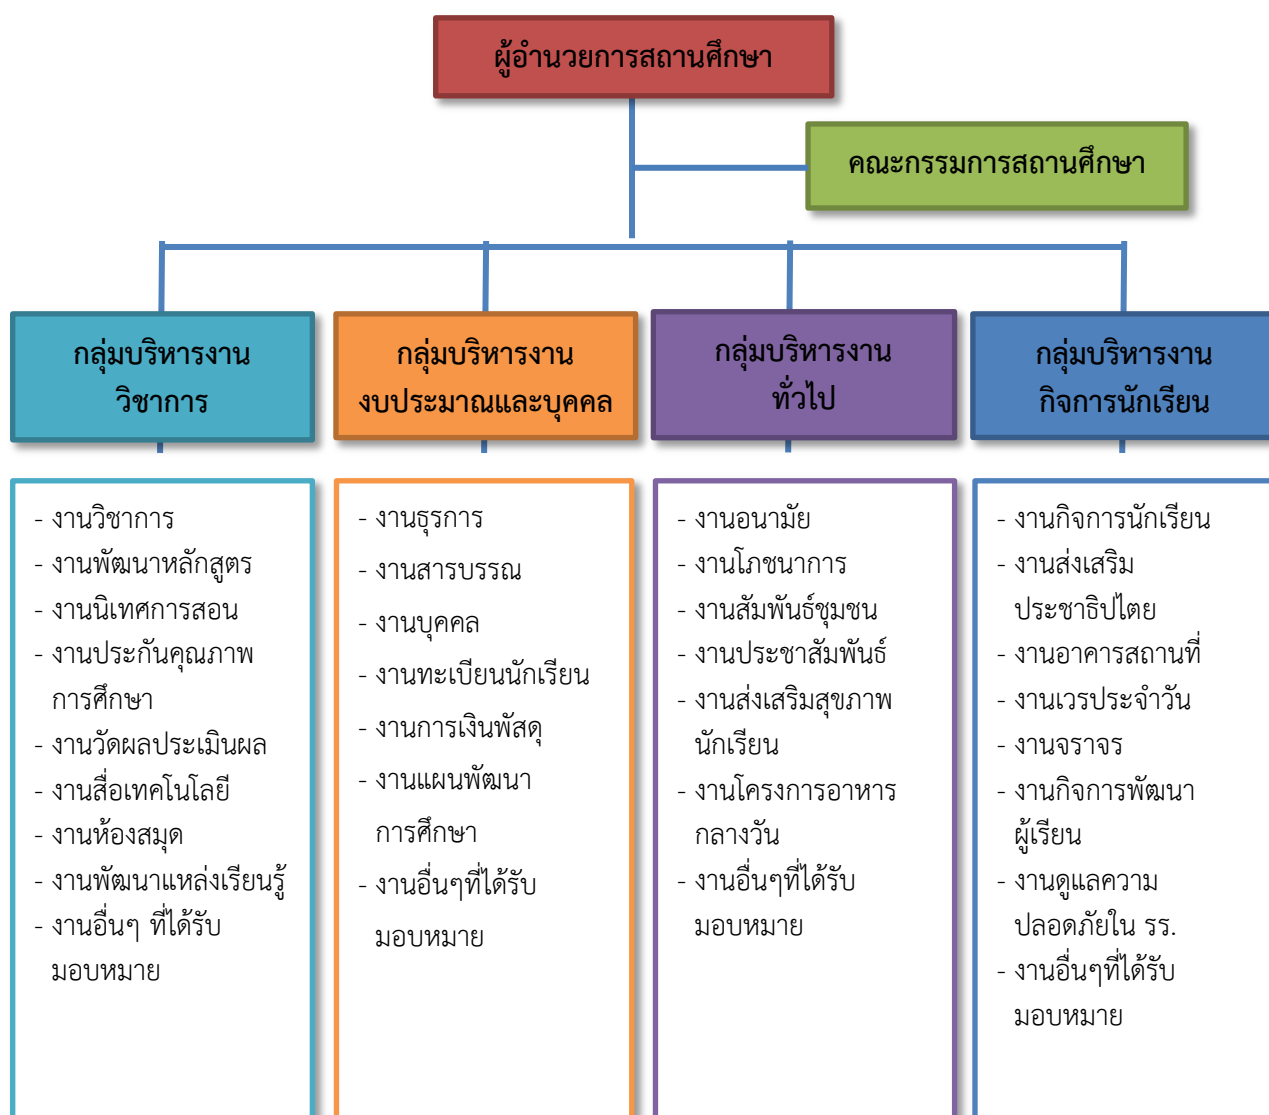 ผู้อำนวยการสถานศึกษา
คณะกรรมการสถานศึกษา
กลุ่มบริหารงาน
วิชาการ
กลุ่มบริหารงาน
งบประมาณและบุคคล
กลุ่มบริหารงาน
ทั่วไป
กลุ่มบริหารงาน
กิจการนักเรียน
- งานวิชาการ
- งานพัฒนาหลักสูตร
- งานนิเทศการสอน
- งานประกันคุณภาพ
การศึกษา
- งานวัดผลประเมินผล
- งานสื่อเทคโนโลยี
- งานห้องสมุด
- งานพัฒนาแหล่งเรียนรู้
- งานอื่นๆ ที่ได้รับ
มอบหมาย
- งานธุรการ
- งานสารบรรณ
- งานบุคคล
- งานทะเบียนนักเรียน
- งานการเงินพัสดุ
- งานแผนพัฒนา
การศึกษา
- งานอื่นๆที่ได้รับ
มอบหมาย
- งานอนามัย
- งานโภชนาการ
- งานสัมพันธ์ชุมชน
- งานประชาสัมพันธ์
- งานส่งเสริมสุขภาพ
นักเรียน
- งานโครงการอาหาร
กลางวัน
- งานอื่นๆที่ได้รับ
มอบหมาย
- งานกิจการนักเรียน
- งานส่งเสริม
ประชาธิปไตย
- งานอาคารสถานที่
- งานเวรประจำวัน
- งานจราจร
- งานกิจการพัฒนา
ผู้เรียน
- งานดูแลความ
ปลอดภัยใน รร.
- งานอื่นๆที่ได้รับ
มอบหมาย